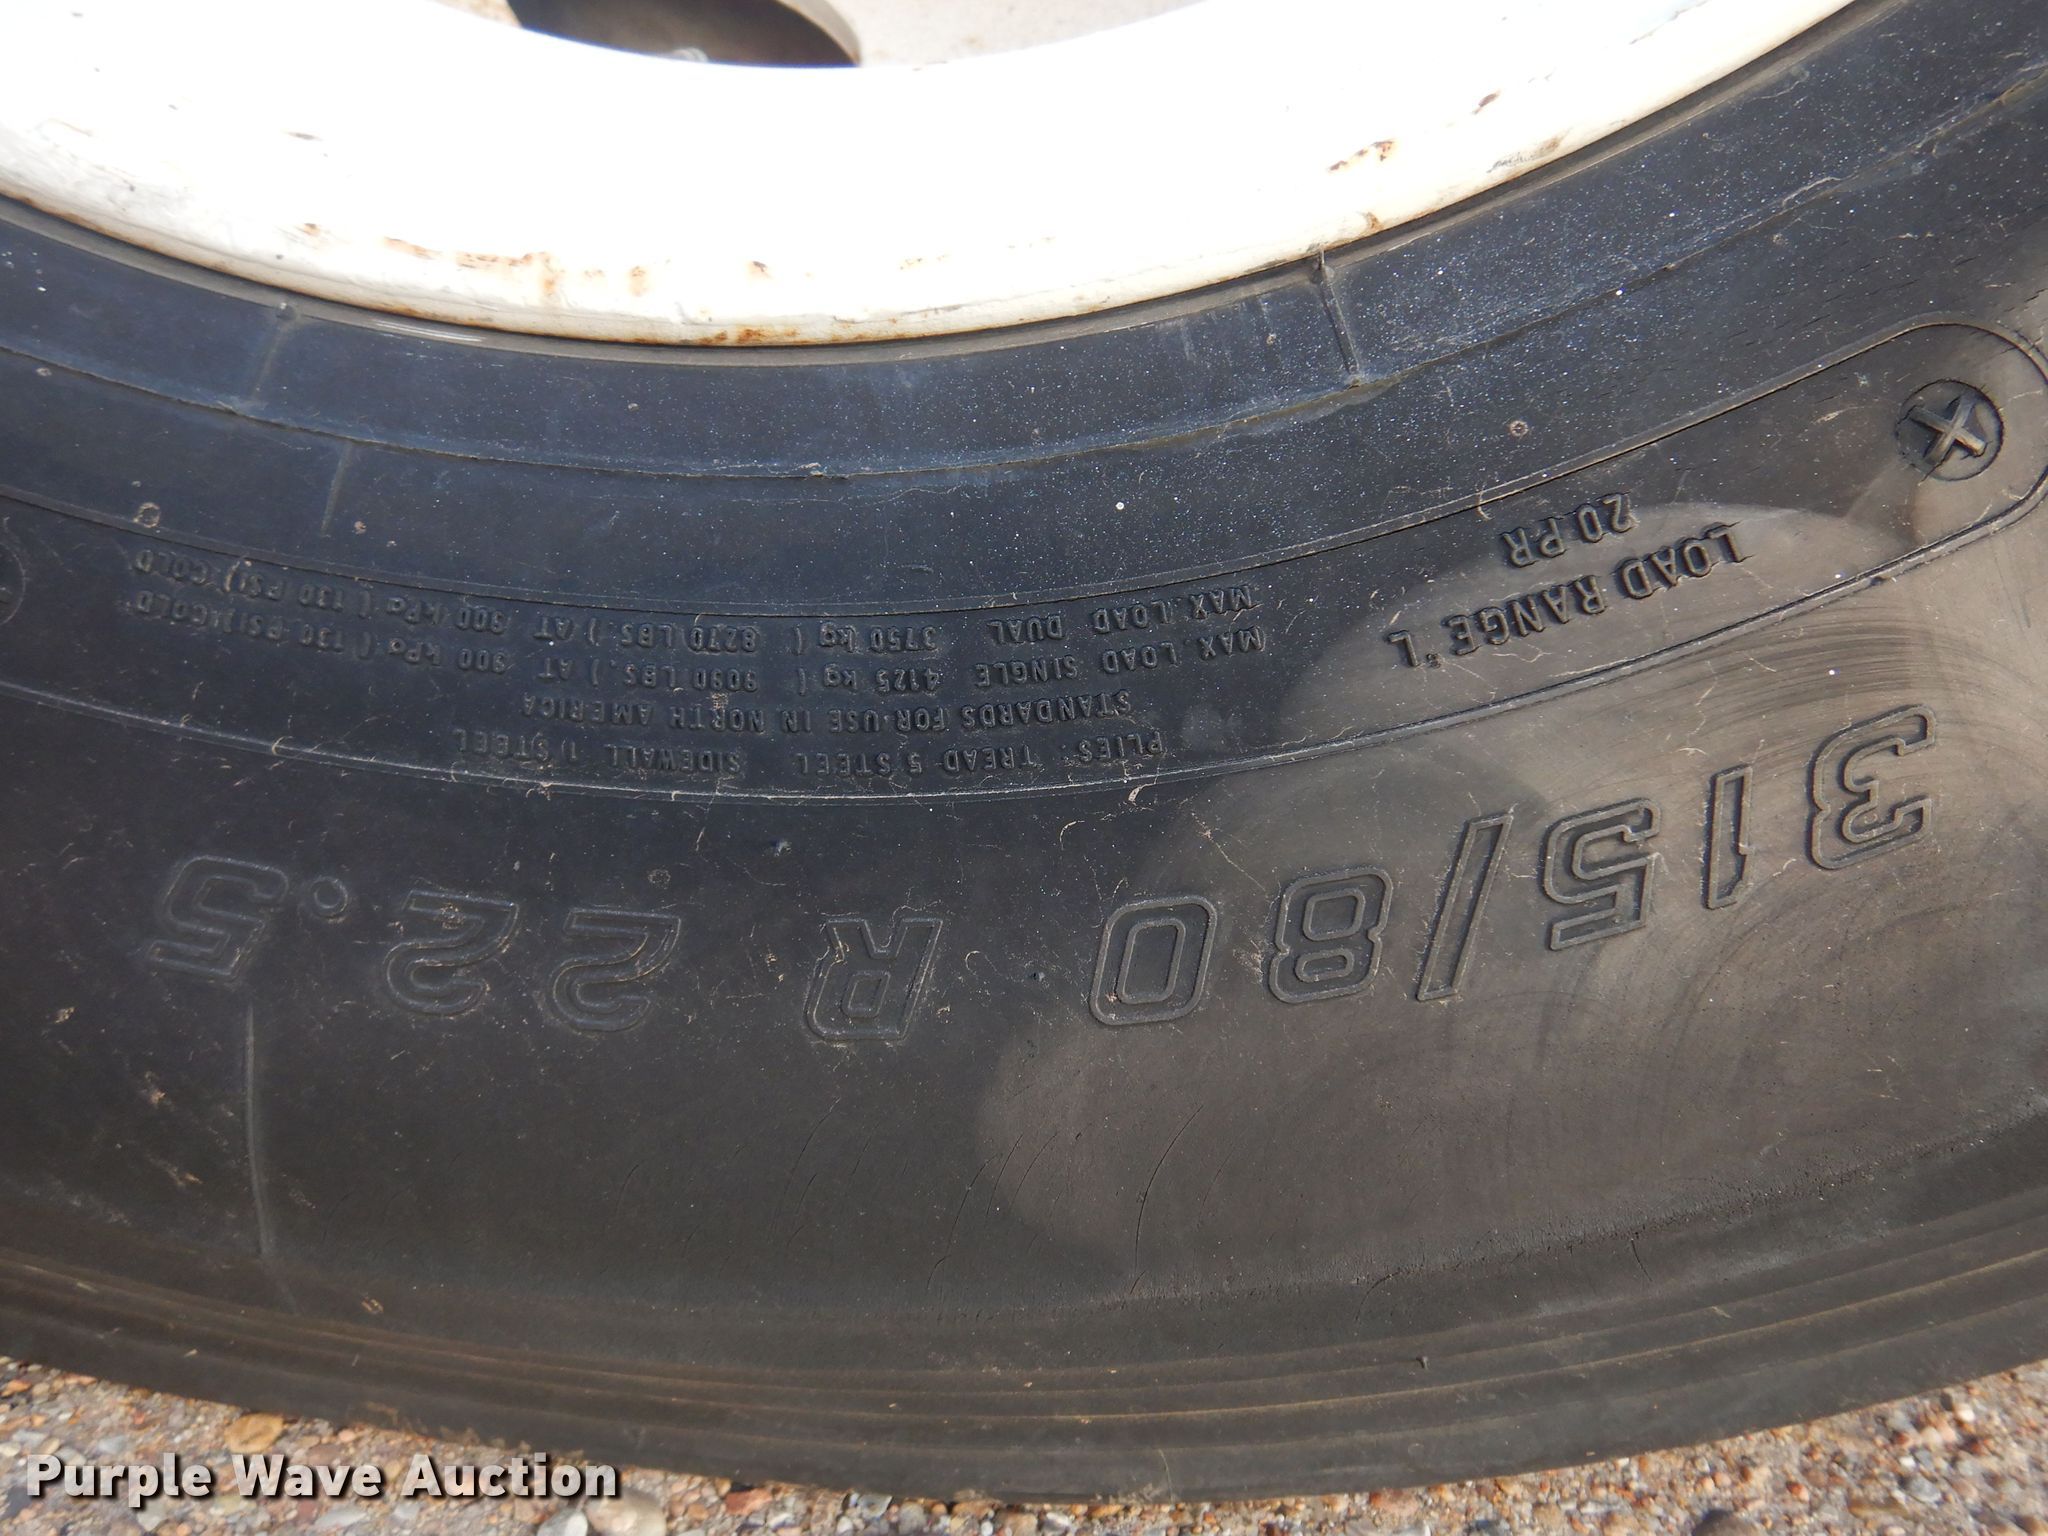 LOAD RANGE "L"
20 PR
MAX. LOAD DUAL 3750 kg ( 8270 LBS. ) AT 900 kPa ( 130 PSI) COLD
MAX. LOAD SINGLE 4125 kg ( 9090 LBS. ) AT 900 kPa ( 130 PSI) COLD
STANDARDS FOR USE IN NORTH AMERICA
PLIES: TREAD 5 STEEL SIDEWALL 1 STEEL
315/80 R 22.5
Purple Wave Auction